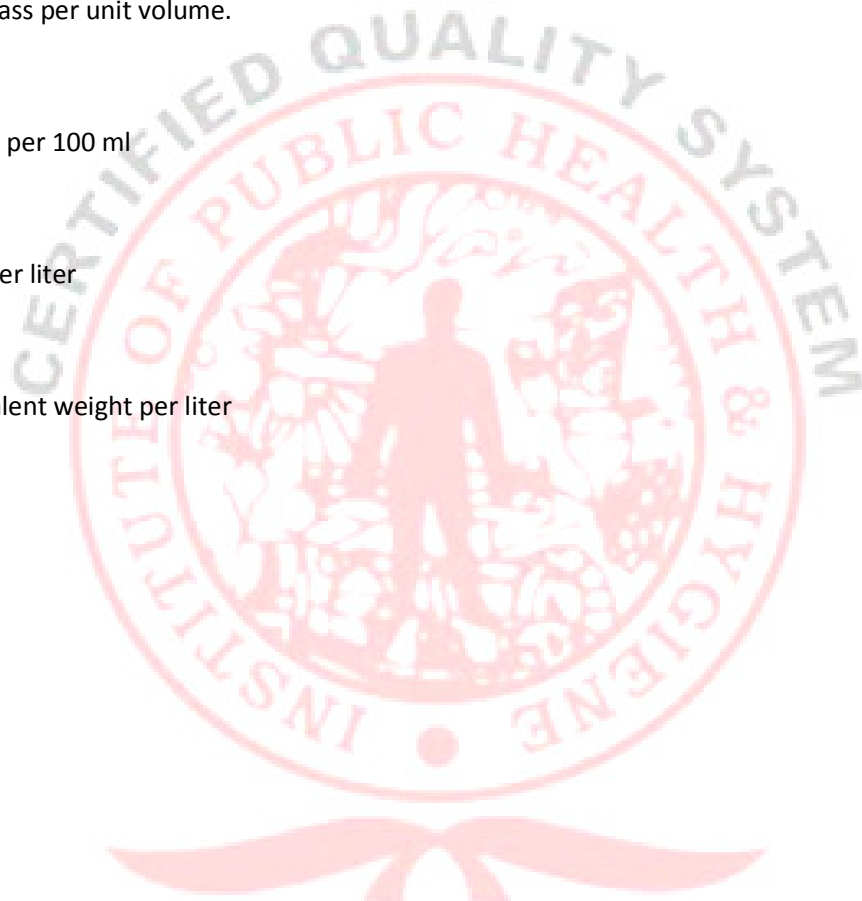 ass per unit volume.
per 100 ml
er liter
lent weight per liter
CERTIFIED QUALITY SYSTEM
INSTITUTE OF PUBLIC HEALTH & HYGIENE